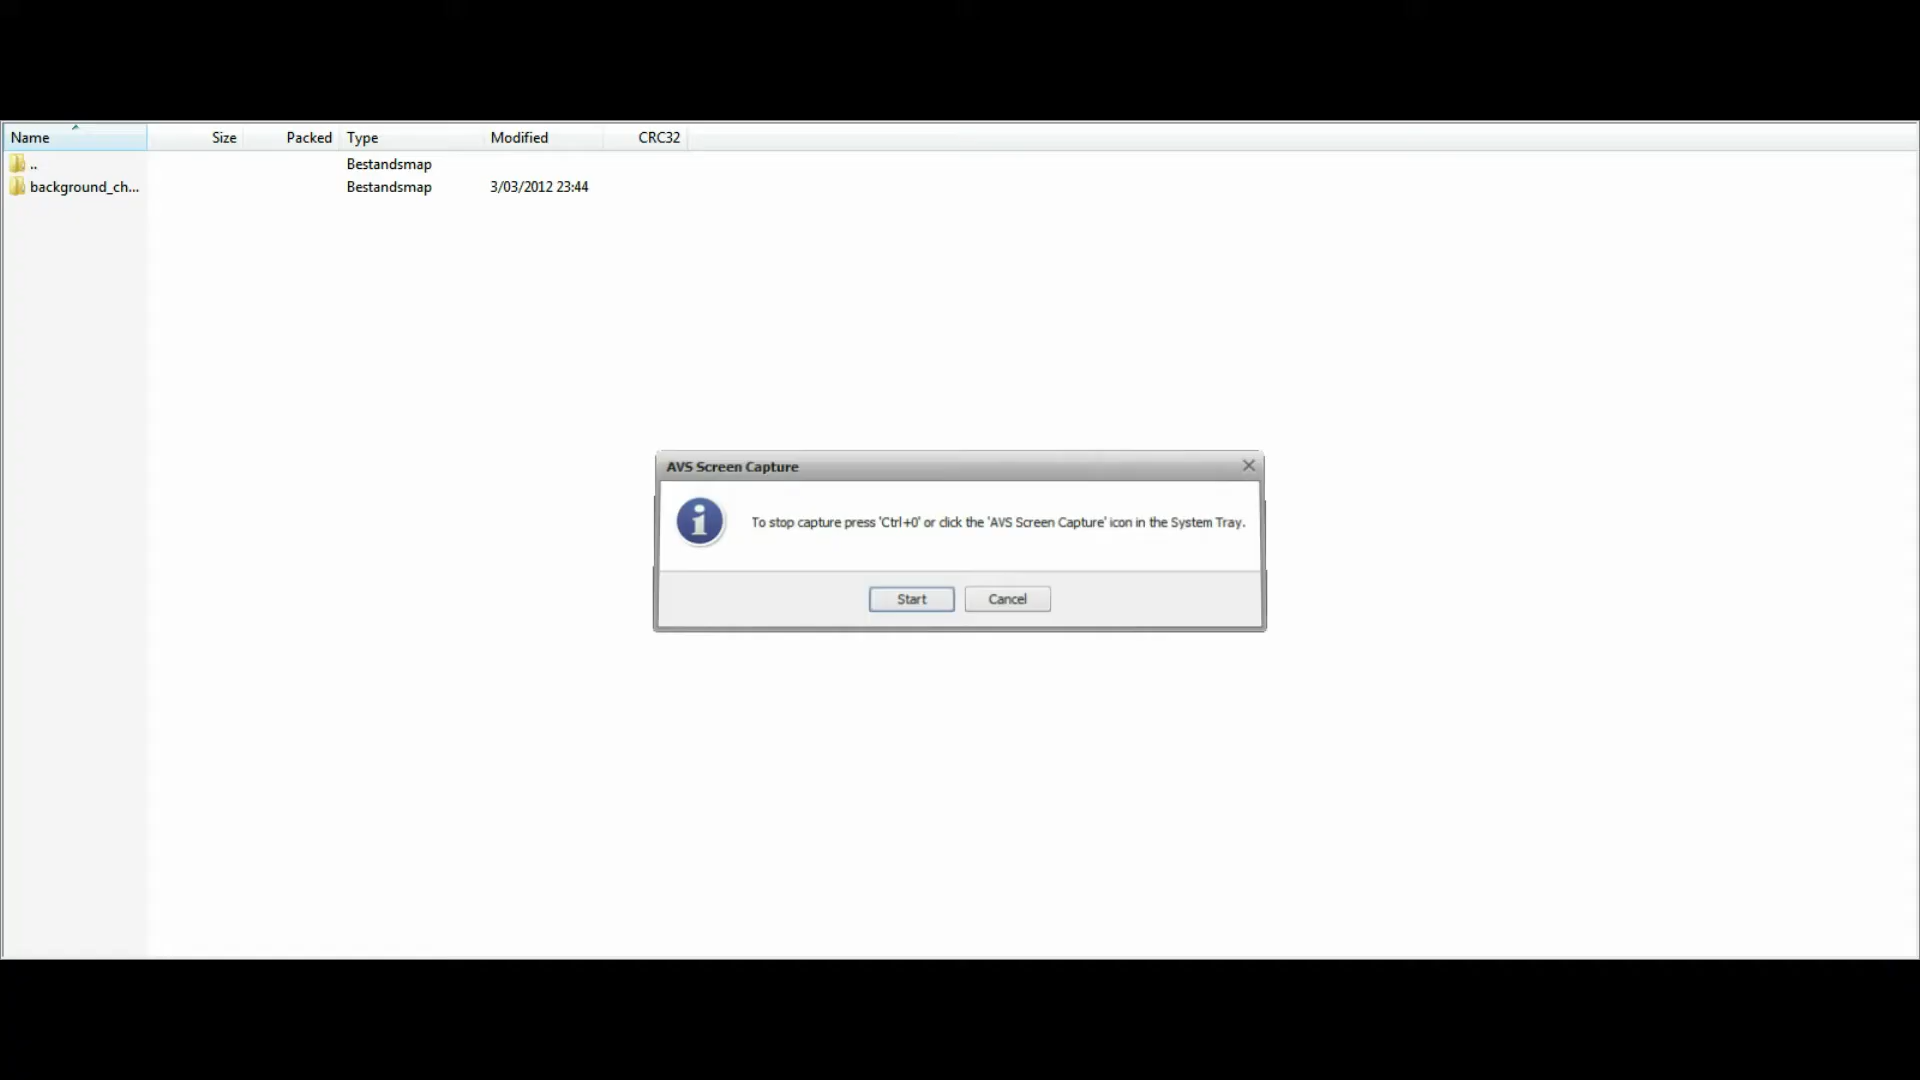 Name Size Packed Type Modified CRC32
.. Bestandsmap
background_ch... Bestandsmap 3/03/2012 23:44
AVS Screen Capture
To stop capture press 'Ctrl+0' or click the 'AVS Screen Capture' icon in the System Tray.
Start Cancel